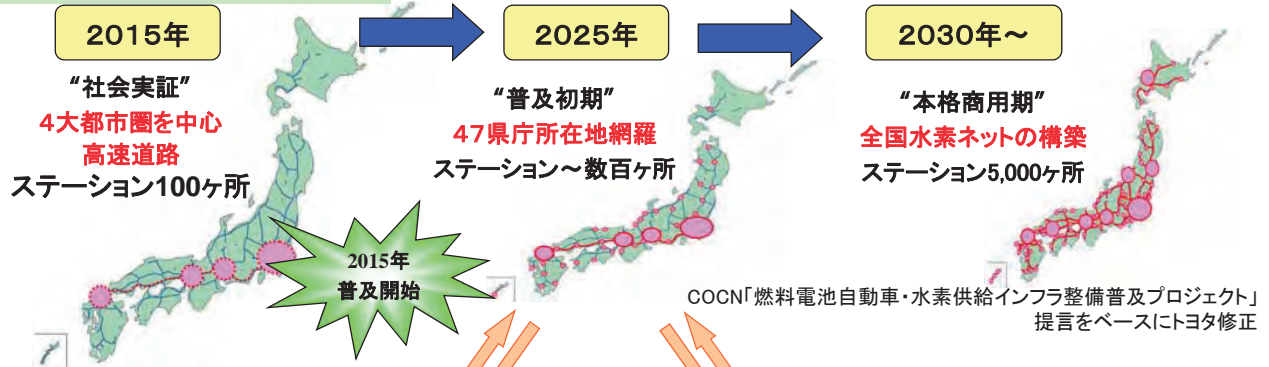 2015年
“社会実証”
4大都市圏を中心
高速道路
ステーション100ヶ所
2015年
普及開始
2025年
“普及初期”
47県庁所在地網羅
ステーション～数百ヶ所
2030年～
“本格商用期”
全国水素ネットの構築
ステーション5,000ヶ所
COCN「燃料電池自動車・水素供給インフラ整備普及プロジェクト」
提言をベースにトヨタ修正